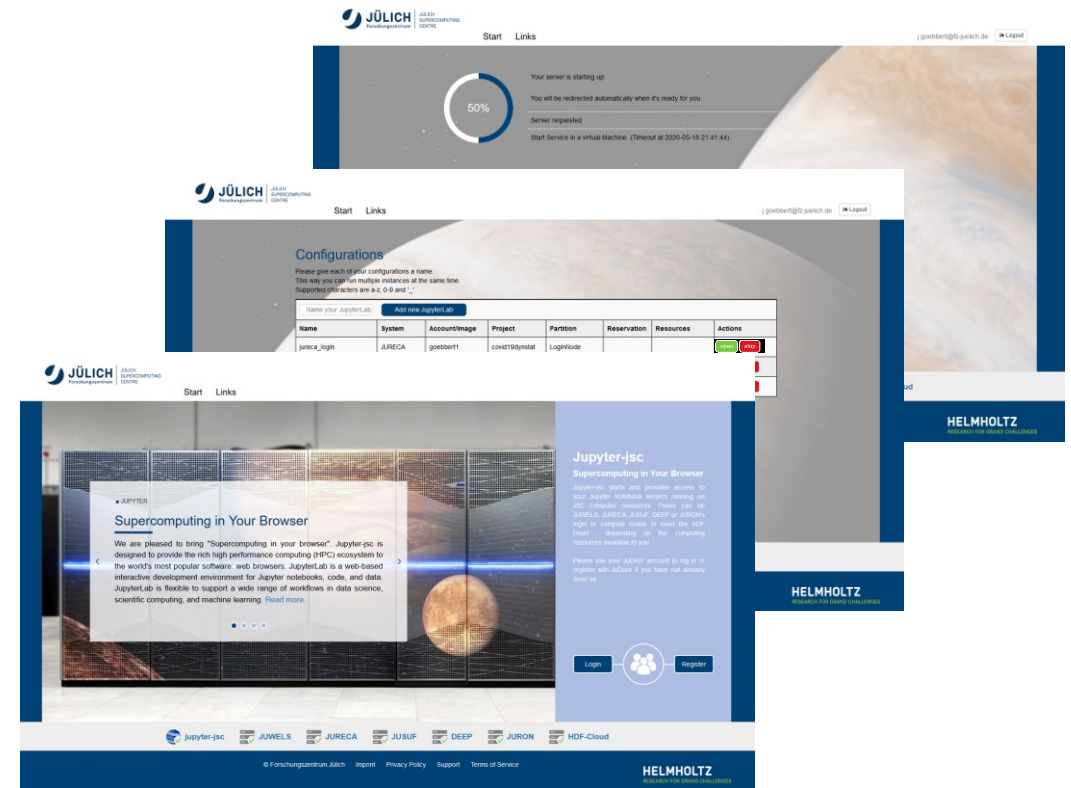 JÜLICH
Forschungszentrum
JÜLICH
SUPERCOMPUTING
CENTRE
Start Links
j.goebbert@fz-juelich.de
Logout
50%
Your server is starting up.
You will be redirected automatically when it's ready for you.
Server requested
Start Service in a virtual Machine. (Timeout at 2020-05-18 21:41:44)
ud
HELMHOLTZ
RESEARCH FOR GRAND CHALLENGES
JÜLICH
Forschungszentrum
JÜLICH
SUPERCOMPUTING
CENTRE
Start Links
j.goebbert@fz-juelich.de
Logout
Configurations
Please give each of your configurations a name.
This way you can run multiple instances at the same time.
Supported characters are a-z, 0-9 and '_'.
Name your JupyterLab Add new JupyterLab
Name System Account/Image Project Partition Reservation Resources Actions
jureca_login JURECA goebbert1 covid19dynstat LoginNode open stop
HELMHOLTZ
RESEARCH FOR GRAND CHALLENGES
JÜLICH
Forschungszentrum
JÜLICH
SUPERCOMPUTING
CENTRE
Start Links
JUPYTER
Supercomputing in Your Browser
We are pleased to bring "Supercomputing in your browser". Jupyter-jsc is
designed to provide the rich high performance computing (HPC) ecosystem to
the world's most popular software: web browsers. JupyterLab is a web-based
interactive development environment for Jupyter notebooks, code, and data.
JupyterLab is flexible to support a wide range of workflows in data science,
scientific computing, and machine learning. Read more.
Jupyter-jsc
Supercomputing in Your Browser
Jupyter-jsc starts and provides access to
your Jupyter Notebook servers running on
JSC computer resources. These can be
JUWELS, JURECA, JUSUF, DEEP or JURON's
login or compute nodes or even the HDF
cloud - depending on the computing
resources available to you.
Please use your JuDoor account to log in or
register with JuDoor if you have not already
done so.
Login Register
jupyter-jsc JUWELS JURECA JUSUF DEEP JURON HDF-Cloud
© Forschungszentrum Jülich Imprint Privacy Policy Support Terms of Service
HELMHOLTZ
RESEARCH FOR GRAND CHALLENGES